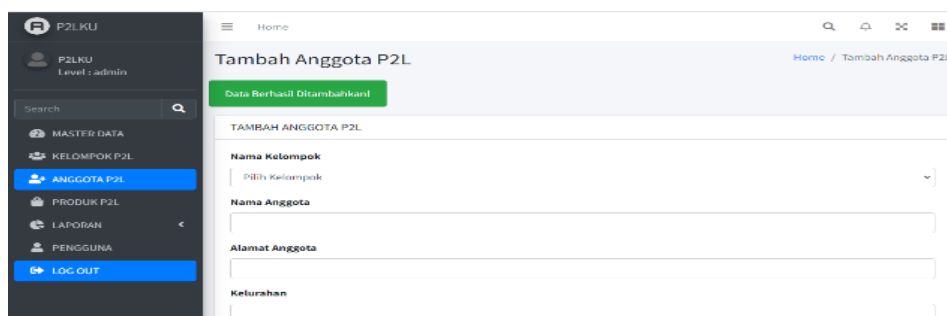 P2LKU
P2LKU
Level : admin
Search
MASTER DATA
KELOMPOK P2L
ANGGOTA P2L
PRODUK P2L
LAPORAN
PENGGUNA
LOG OUT
Home
Tambah Anggota P2L
Home / Tambah Anggota P2
Data Berhasil Ditambahkan!
TAMBAH ANGGOTA P2L
Nama Kelompok
Pilih Kelompok
Nama Anggota
Alamat Anggota
Kelurahan